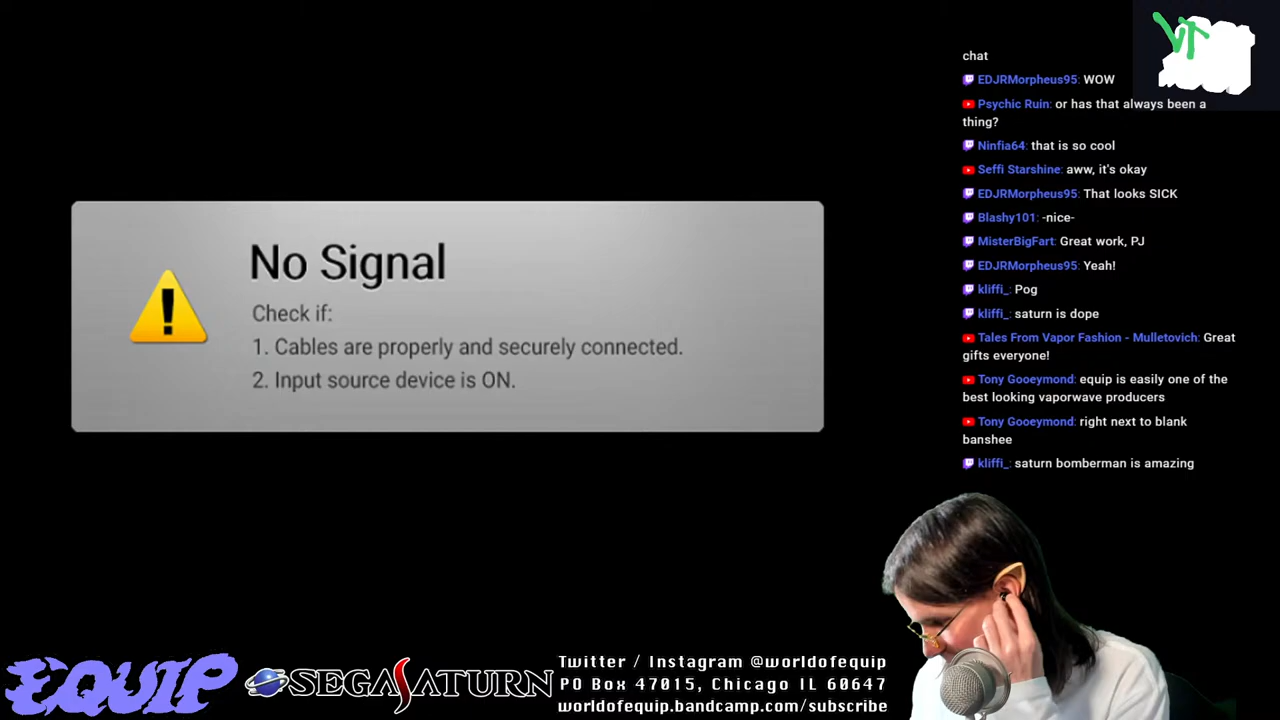 VT
chat
EDJRMorpheus95: WOW
Psychic Ruin: or has that always been a
thing?
Ninfia64: that is so cool
Seffi Starshine: aww, it's okay
EDJRMorpheus95: That looks SICK
Blashy101: -nice-
MisterBigFart: Great work, PJ
EDJRMorpheus95: Yeah!
kliffi_: Pog
kliffi_: saturn is dope
Tales From Vapor Fashion - Mulletovich: Great
gifts everyone!
Tony Gooeymond: equip is easily one of the
best looking vaporwave producers
Tony Gooeymond: right next to blank
banshee
kliffi_: saturn bomberman is amazing
No Signal
Check if:
1. Cables are properly and securely connected.
2. Input source device is ON.
EQUIP
SEGA SATURN
Twitter / Instagram @worldofequip
PO Box 47015, Chicago IL 60647
worldofequip.bandcamp.com/subscribe